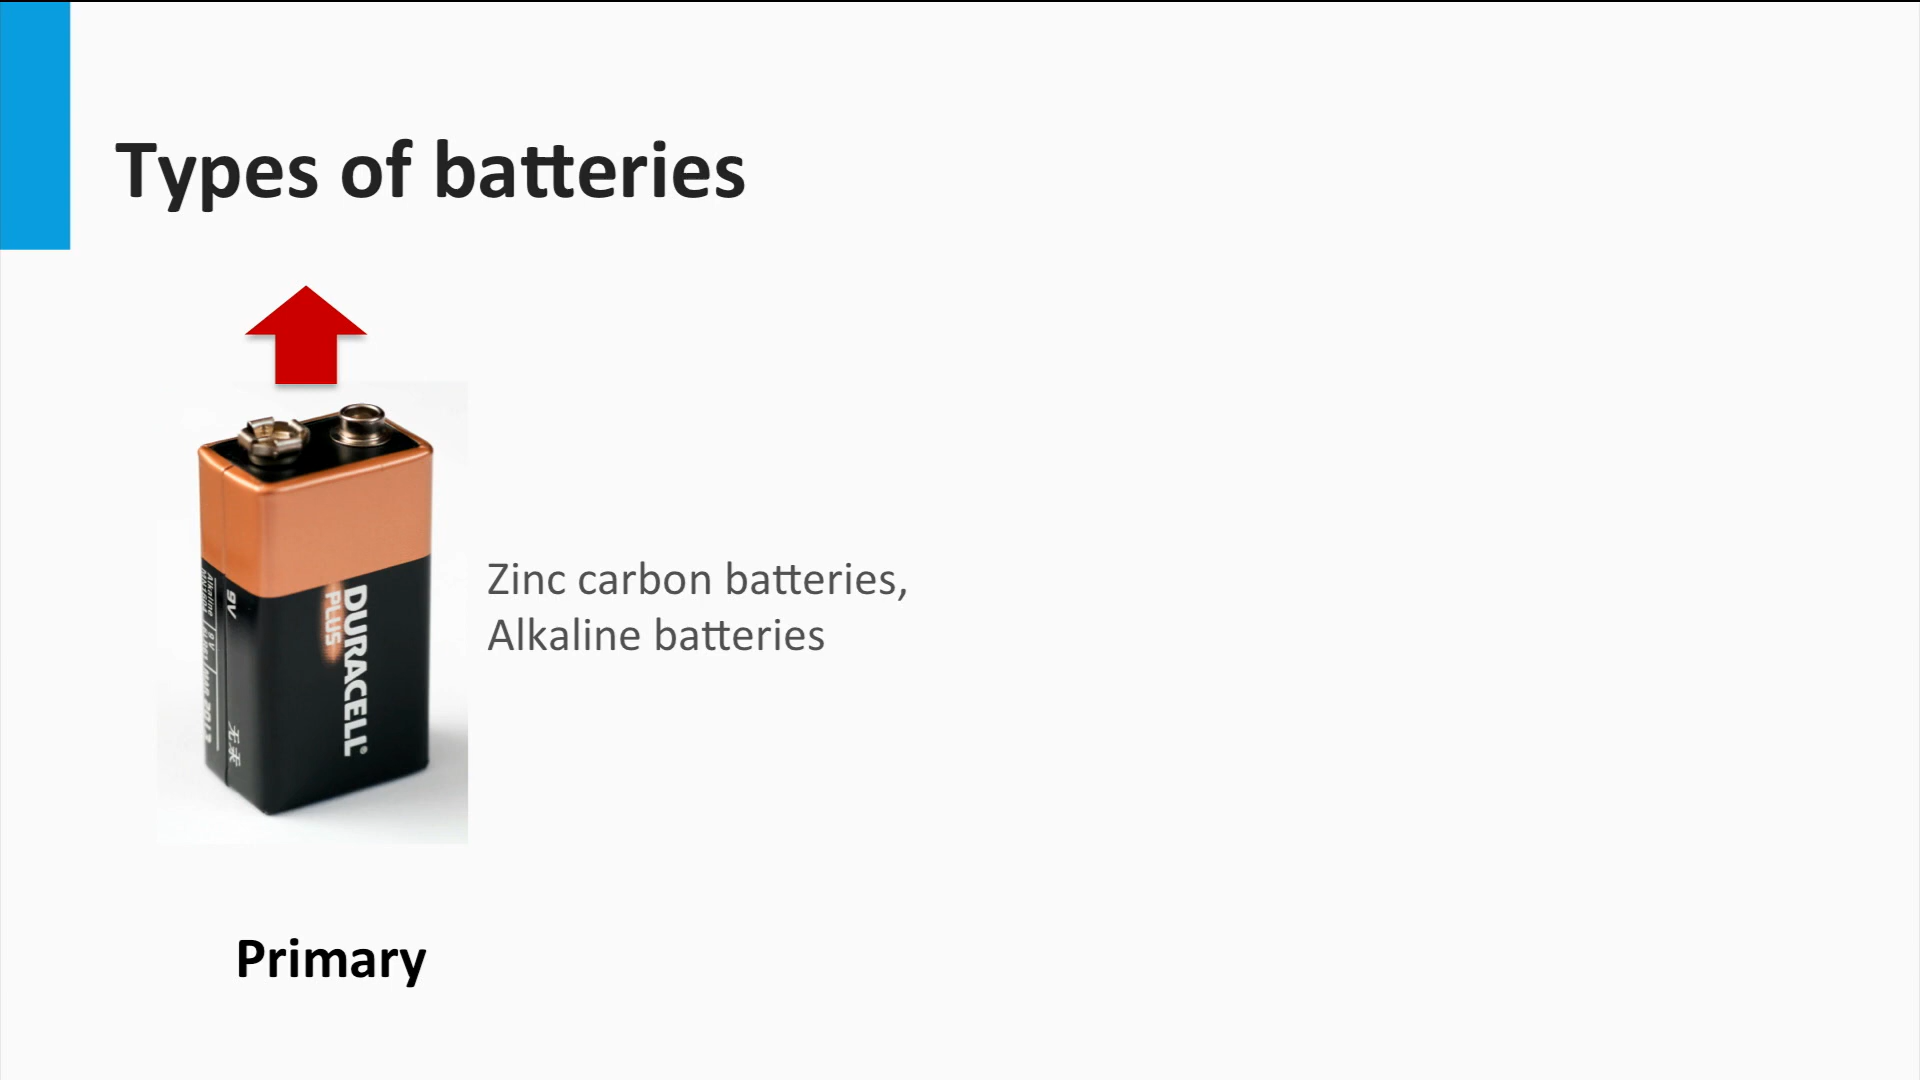 Types of batteries
DURACELL
PLUS
9V
Zinc carbon batteries,
Alkaline batteries
Primary